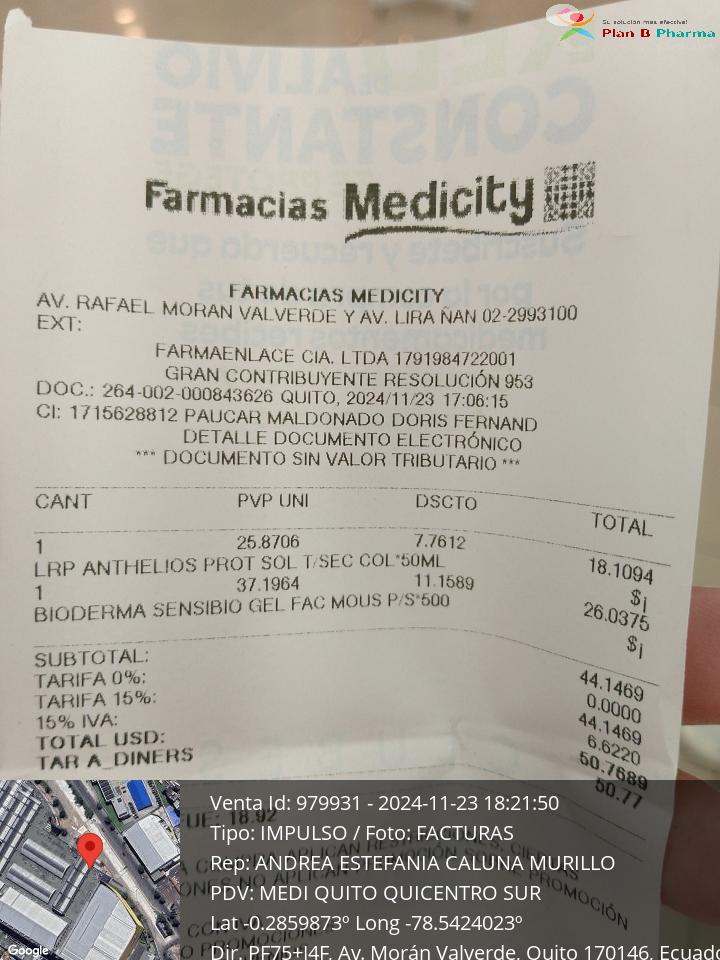 Su solución más efectiva!
Plan B Pharma
Farmacias Medicity
FARMACIAS MEDICITY
AV. RAFAEL MORAN VALVERDE Y AV. LIRA ÑAN 02-2993100
EXT:
FARMAENLACE CIA. LTDA 1791984722001
GRAN CONTRIBUYENTE RESOLUCIÓN 953
DOC.: 264-002-000843626 QUITO, 2024/11/23 17:06:15
CI: 1715628812 PAUCAR MALDONADO DORIS FERNAND
DETALLE DOCUMENTO ELECTRÓNICO
*** DOCUMENTO SIN VALOR TRIBUTARIO ***
CANT PVP UNI DSCTO TOTAL
1 25.8706 7.7612 18.1094
LRP ANTHELIOS PROT SOL T/SEC COL*50ML $¡
1 37.1964 11.1589 26.0375
BIODERMA SENSIBIO GEL FAC MOUS P/S*500 $¡
SUBTOTAL: 44.1469
TARIFA 0%: 0.0000
TARIFA 15%: 44.1469
15% IVA: 6.6220
TOTAL USD: 50.7689
TAR A_DINERS 50.77
FUE: 18.92
Venta Id: 979931 - 2024-11-23 18:21:50
Tipo: IMPULSO / Foto: FACTURAS
Rep: ANDREA ESTEFANIA CALUNA MURILLO
PDV: MEDI QUITO QUICENTRO SUR
Lat -0.2859873º Long -78.5424023º
Dir. PF75+J4F, Av. Morán Valverde, Quito 170146, Ecuado
Google